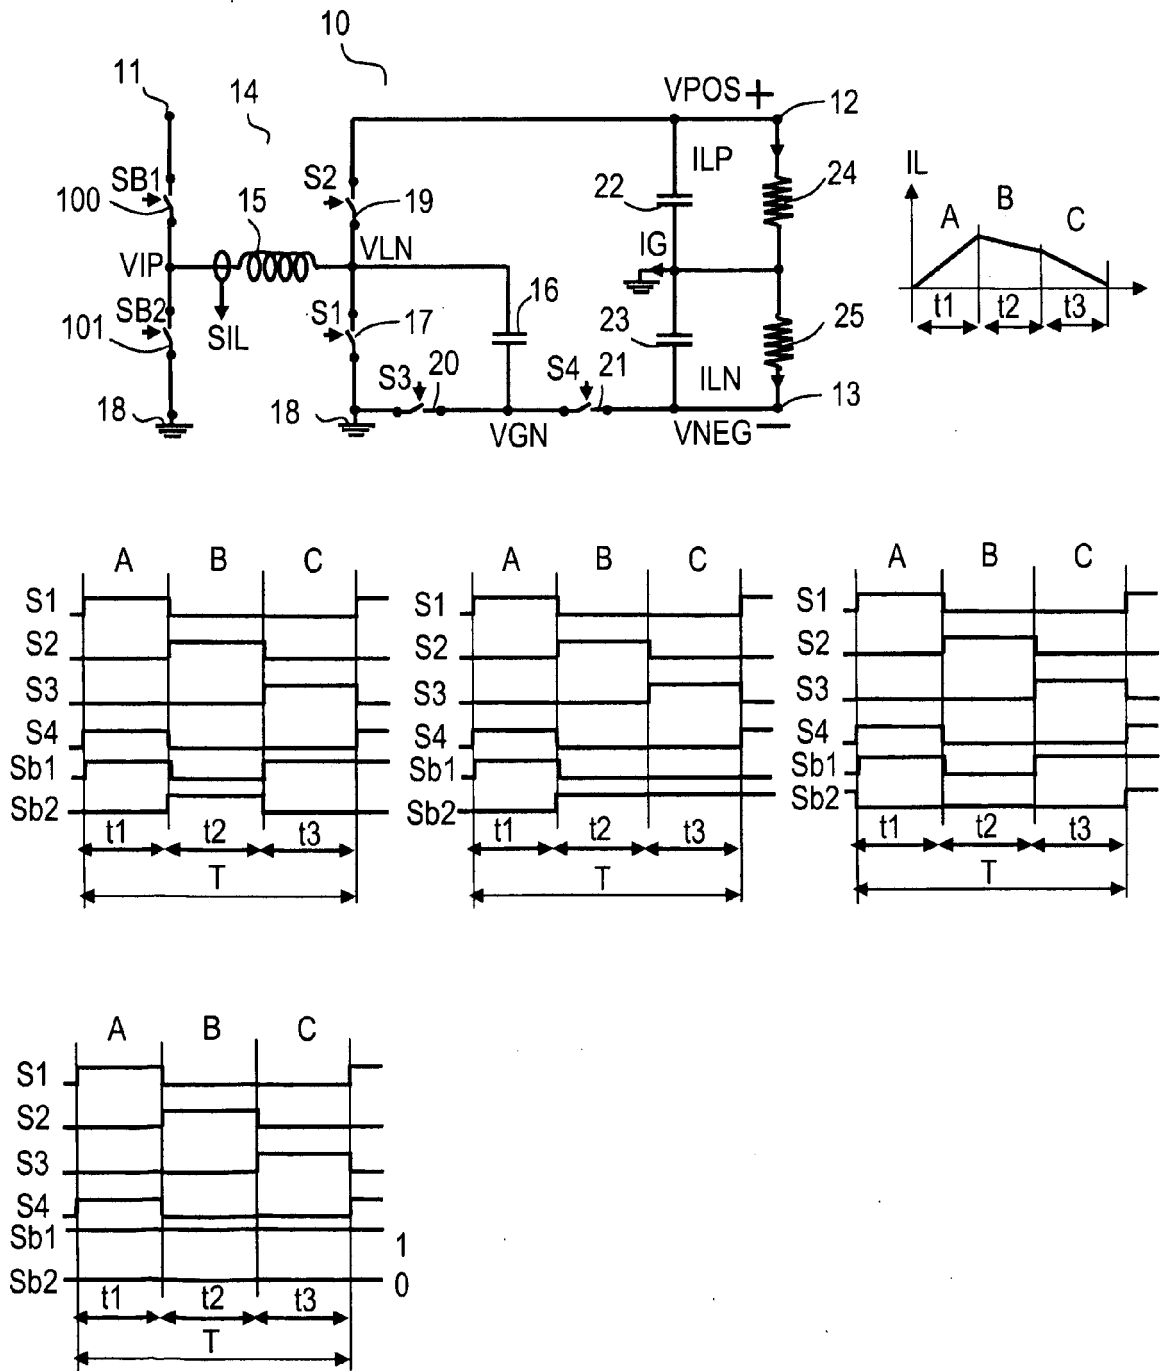 10
11
14
VPOS +
12
SB1
S2
ILP
IL
100
15
19
22
24
B
A
C
VIP
VLN
IG
SB2
S1
16
101
SIL
17
23
25
t1 t2 t3
S3
20
S4
21
ILN
18
18
VGN
VNEG −
13
A B C
S1
S2
S3
S4
Sb1
Sb2
t1 t2 t3
T
A B C
S1
S2
S3
S4
Sb1
Sb2
t1 t2 t3
T
A B C
S1
S2
S3
S4
Sb1
Sb2
t1 t2 t3
T
A B C
S1
S2
S3
S4
Sb1
1
Sb2
0
t1 t2 t3
T